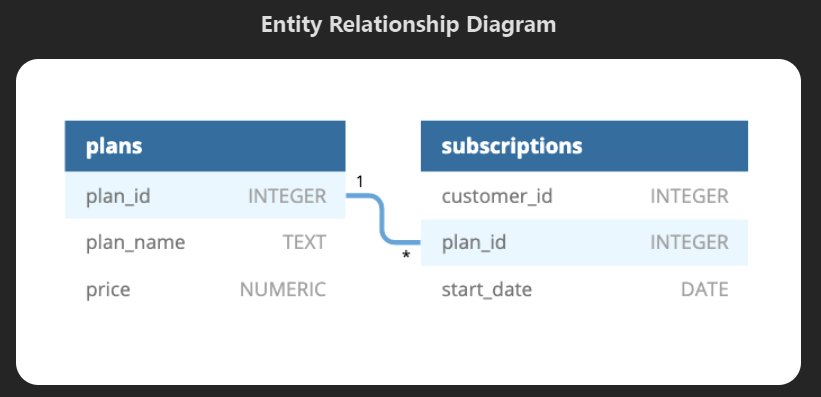 Entity Relationship Diagram
plans
plan_id INTEGER
plan_name TEXT
price NUMERIC
1
*
subscriptions
customer_id INTEGER
plan_id INTEGER
start_date DATE